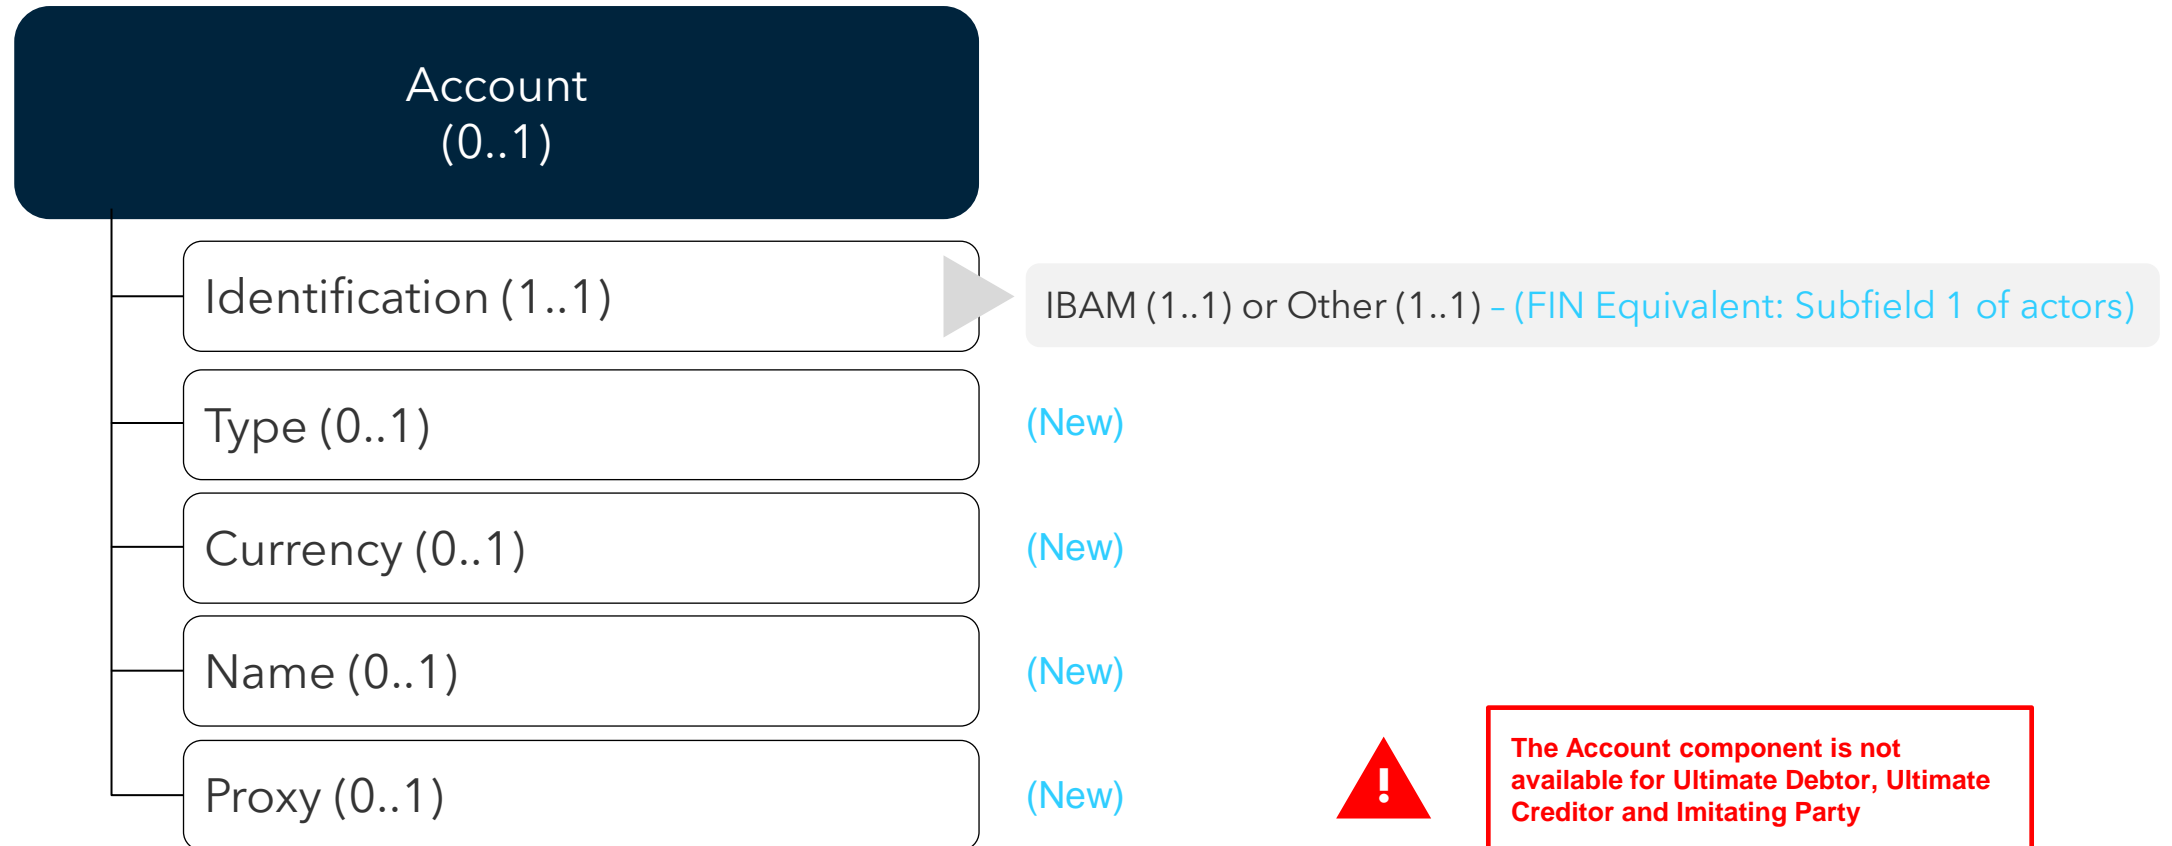 Account
(0..1)
Identification (1..1)
IBAM (1..1) or Other (1..1) – (FIN Equivalent: Subfield 1 of actors)
Type (0..1)
(New)
Currency (0..1)
(New)
Name (0..1)
(New)
Proxy (0..1)
(New)
!
The Account component is not
available for Ultimate Debtor, Ultimate
Creditor and Imitating Party